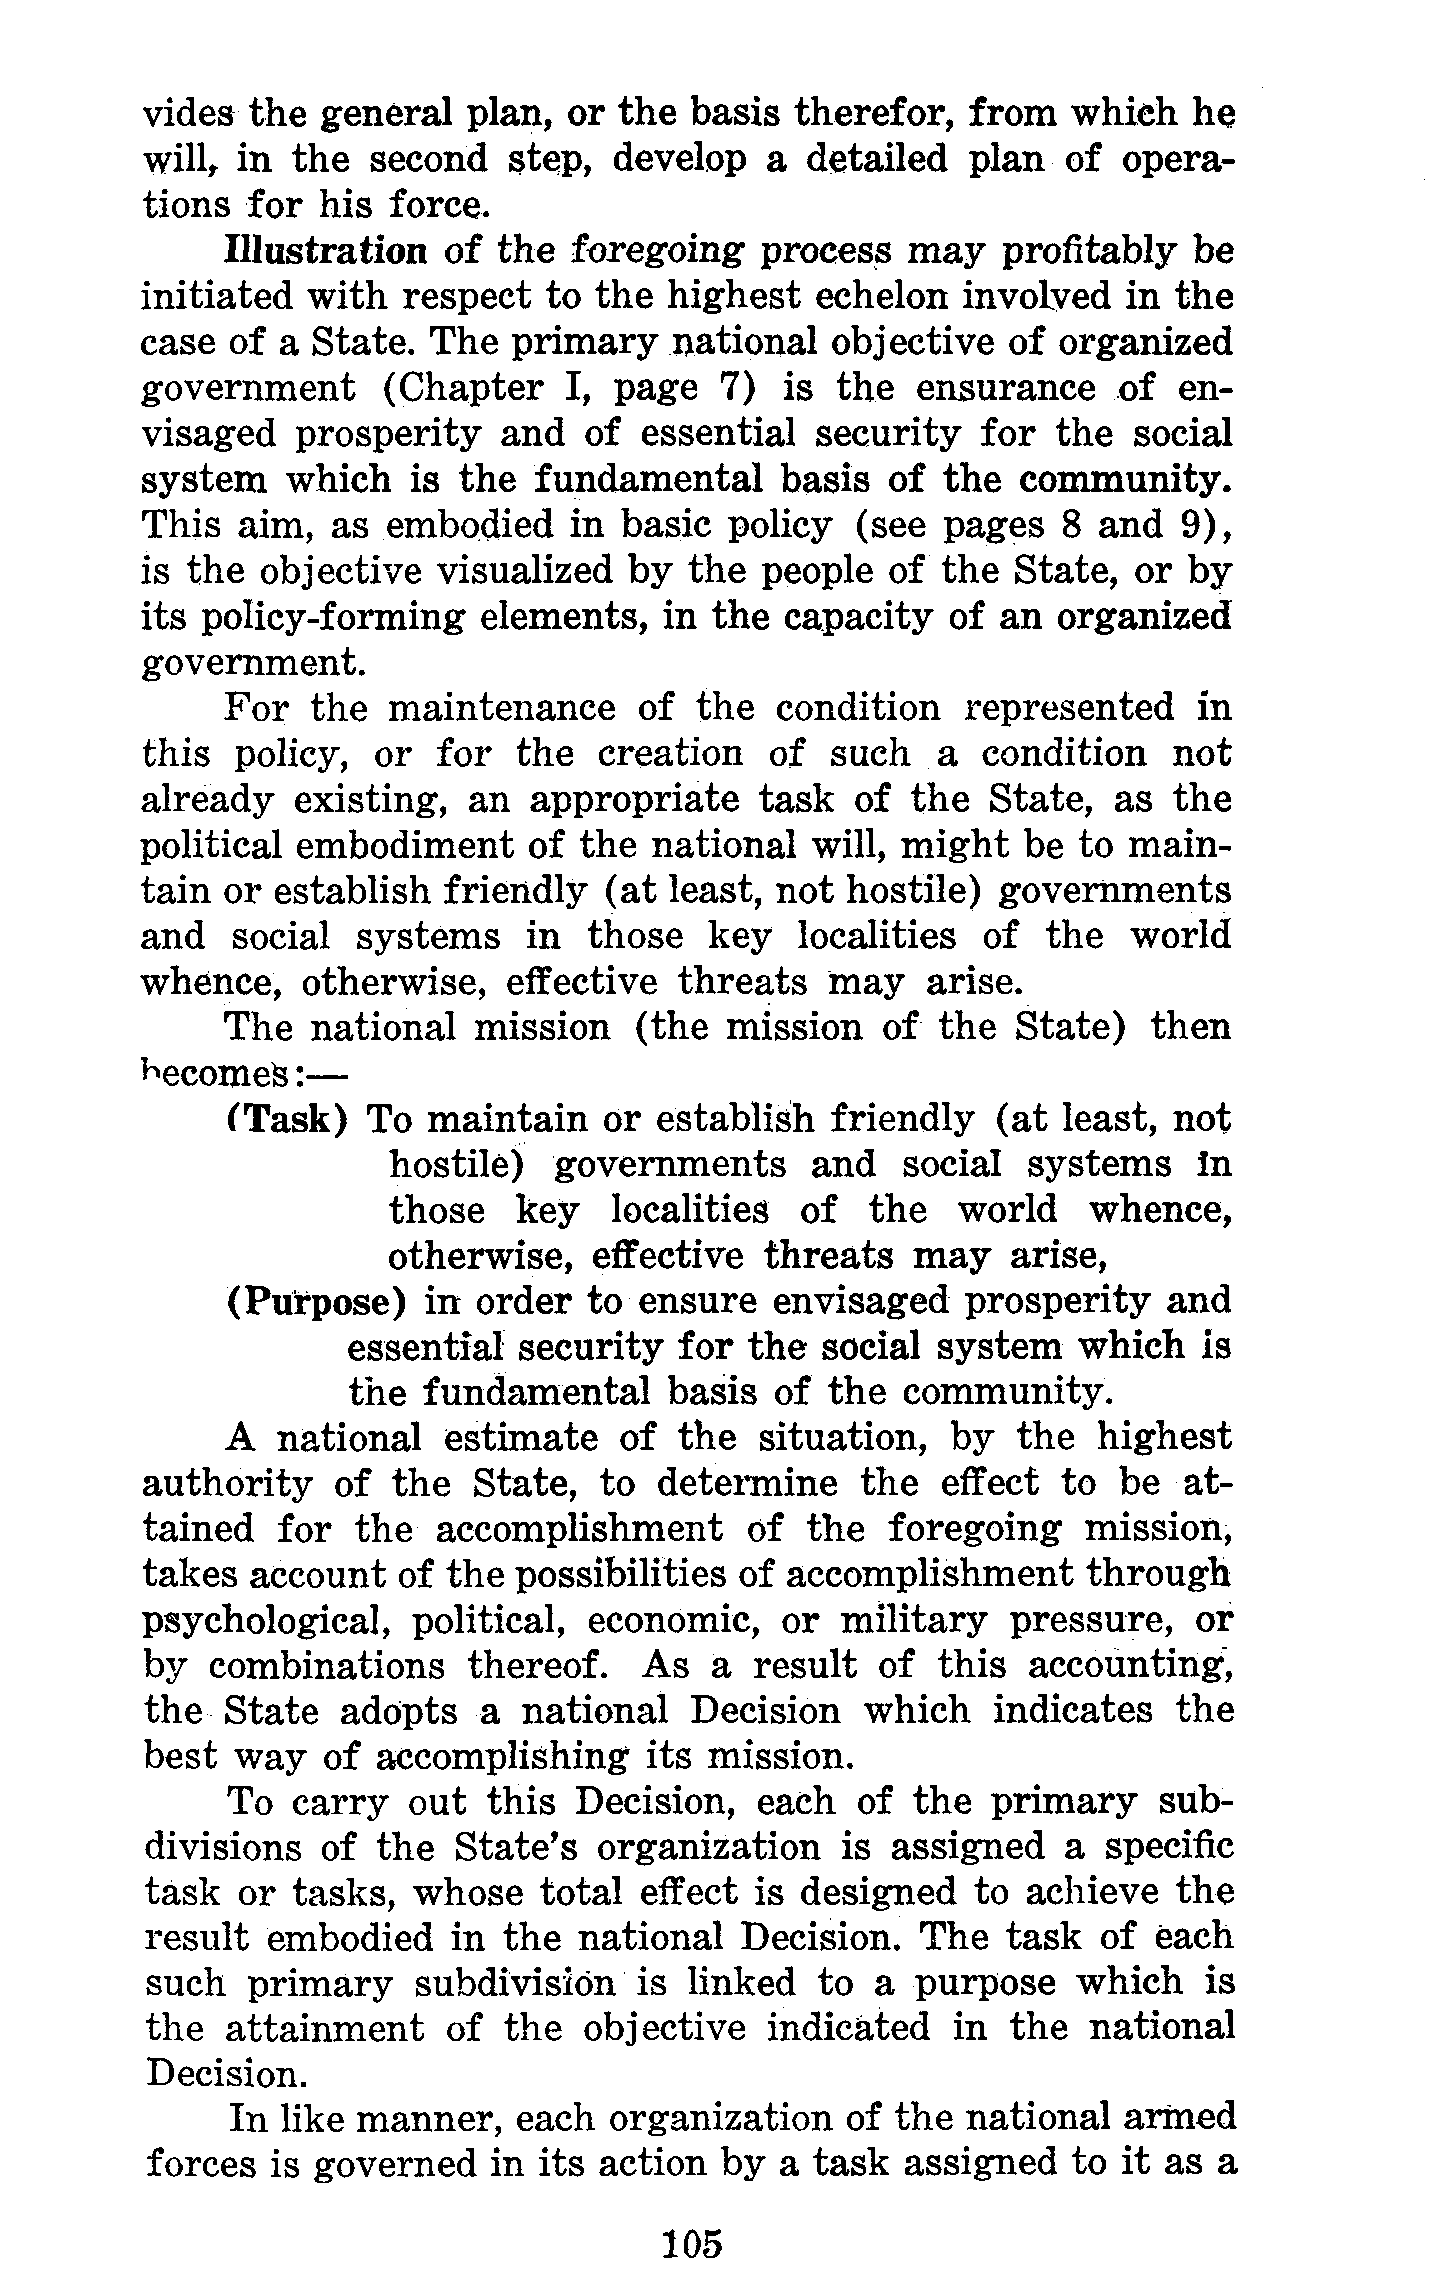 vides the general plan, or the basis therefor, from which he
will, in the second step, develop a detailed plan of opera-
tions for his force.
Illustration of the foregoing process may profitably be
initiated with respect to the highest echelon involved in the
case of a State. The primary national objective of organized
government (Chapter I, page 7) is the ensurance of en-
visaged prosperity and of essential security for the social
system which is the fundamental basis of the community.
This aim, as embodied in basic policy (see pages 8 and 9),
is the objective visualized by the people of the State, or by
its policy-forming elements, in the capacity of an organized
government.
For the maintenance of the condition represented in
this policy, or for the creation of such a condition not
already existing, an appropriate task of the State, as the
political embodiment of the national will, might be to main-
tain or establish friendly (at least, not hostile) governments
and social systems in those key localities of the world
whence, otherwise, effective threats may arise.
The national mission (the mission of the State) then
becomes:—
(Task) To maintain or establish friendly (at least, not
hostile) governments and social systems in
those key localities of the world whence,
otherwise, effective threats may arise,
(Purpose) in order to ensure envisaged prosperity and
essential security for the social system which is
the fundamental basis of the community.
A national estimate of the situation, by the highest
authority of the State, to determine the effect to be at-
tained for the accomplishment of the foregoing mission,
takes account of the possibilities of accomplishment through
psychological, political, economic, or military pressure, or
by combinations thereof. As a result of this accounting,
the State adopts a national Decision which indicates the
best way of accomplishing its mission.
To carry out this Decision, each of the primary sub-
divisions of the State's organization is assigned a specific
task or tasks, whose total effect is designed to achieve the
result embodied in the national Decision. The task of each
such primary subdivision is linked to a purpose which is
the attainment of the objective indicated in the national
Decision.
In like manner, each organization of the national armed
forces is governed in its action by a task assigned to it as a
105